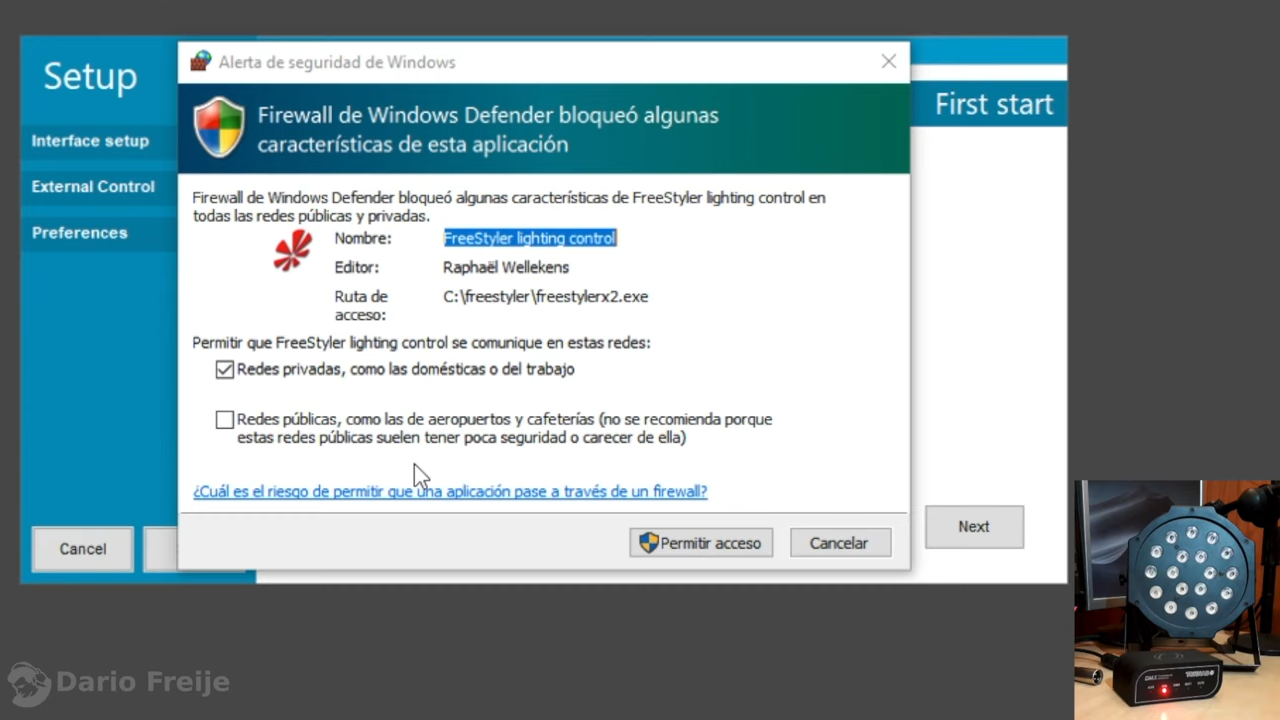 Alerta de seguridad de Windows
Setup
First start
Firewall de Windows Defender bloqueó algunas
características de esta aplicación
Interface setup
External Control
Preferences
Firewall de Windows Defender bloqueó algunas características de FreeStyler lighting control en
todas las redes públicas y privadas.
Nombre: FreeStyler lighting control
Editor: Raphaël Wellekens
Ruta de
acceso:
C:\freestyler\freestylerx2.exe
Permitir que FreeStyler lighting control se comunique en estas redes:
Redes privadas, como las domésticas o del trabajo
Redes públicas, como las de aeropuertos y cafeterías (no se recomienda porque
estas redes públicas suelen tener poca seguridad o carecer de ella)
¿Cuál es el riesgo de permitir que una aplicación pase a través de un firewall?
Permitir acceso
Cancelar
Next
Cancel
Dario Freije
DMX